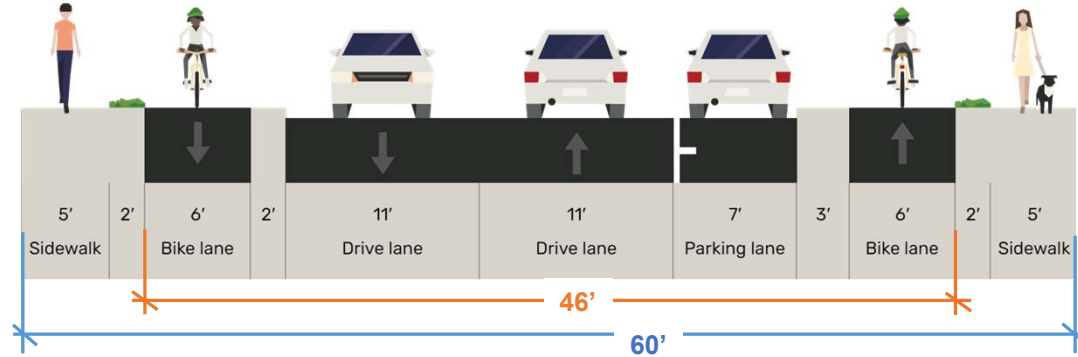 5′ 2′ 6′ 2′ 11′ 11′ 7′ 3′ 6′ 2′ 5′
Sidewalk Bike lane Drive lane Drive lane Parking lane Bike lane Sidewalk
46’
60’